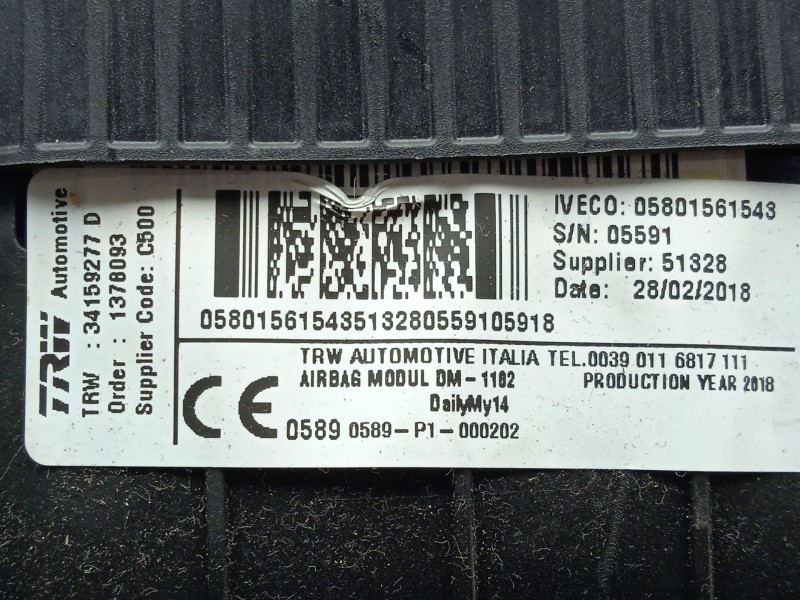 TRW Automotive
TRW : 34159277 D
Order : 1378093
Supplier Code: C500
IVECO: 05801561543
S/N: 05591
Supplier: 51328
Date: 28/02/2018
05801561543513280559105918
TRW AUTOMOTIVE ITALIA TEL.0039 011 6817 111
AIRBAG MODUL DM-1102 PRODUCTION YEAR 2018
DailyMy14
CE 0589 0589-P1-000202